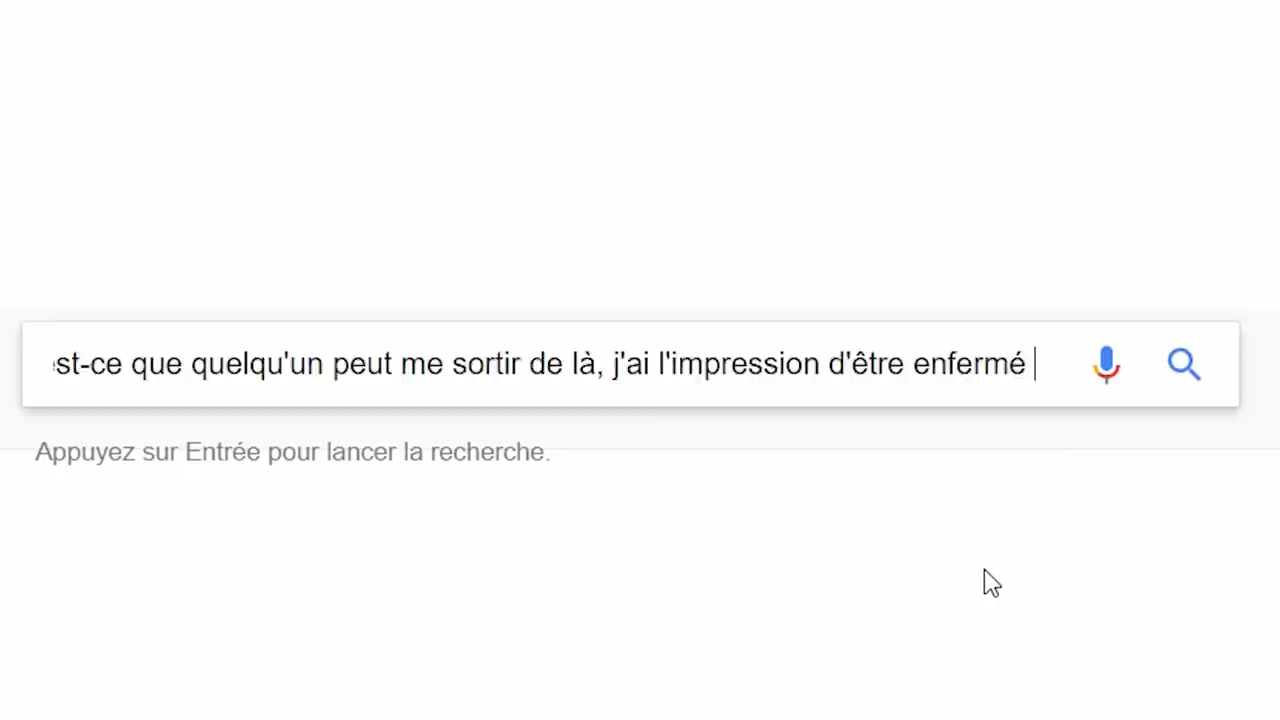 st-ce que quelqu'un peut me sortir de là, j'ai l'impression d'être enfermé
Appuyez sur Entrée pour lancer la recherche.